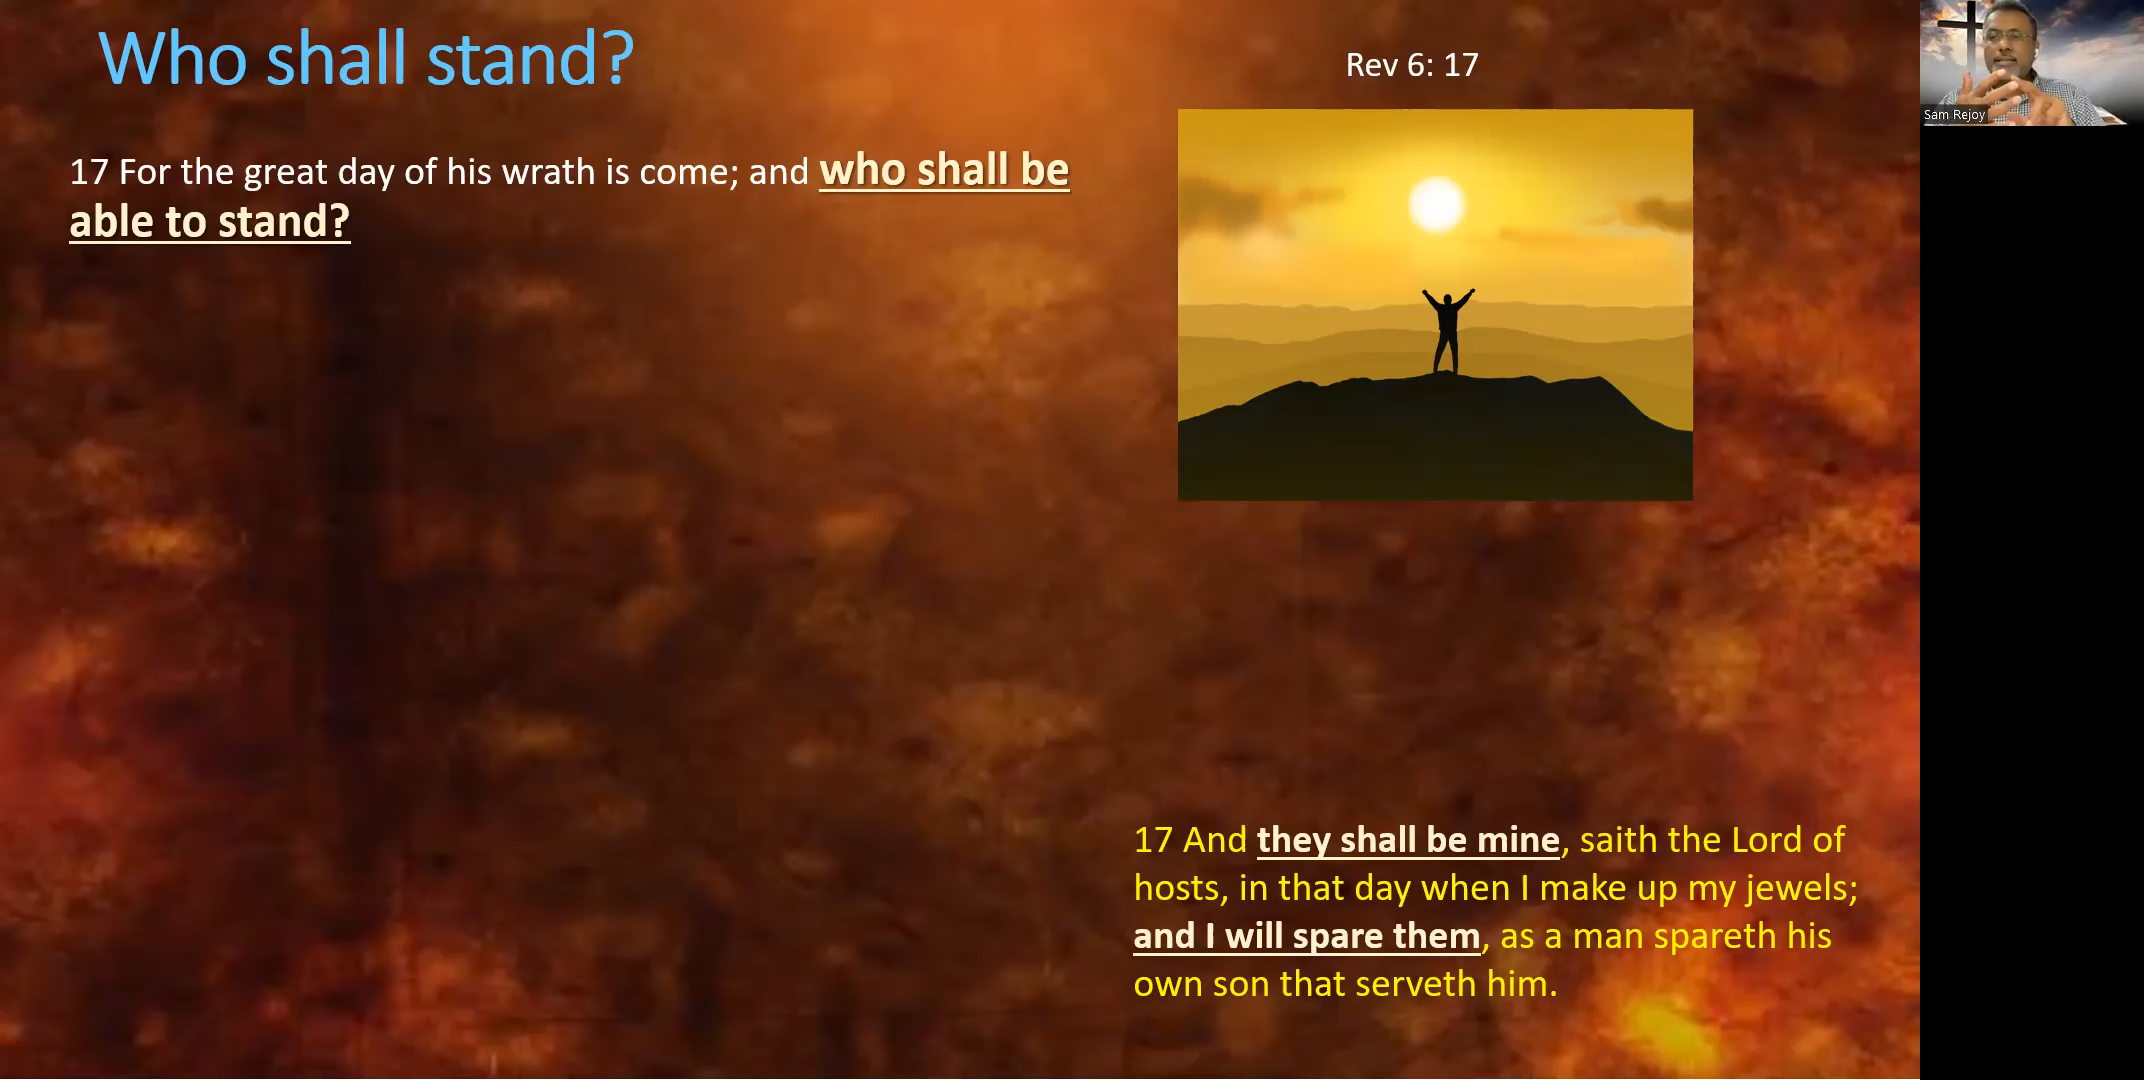 Who shall stand?
Rev 6: 17
17 For the great day of his wrath is come; and who shall be
able to stand?
17 And they shall be mine, saith the Lord of
hosts, in that day when I make up my jewels;
and I will spare them, as a man spareth his
own son that serveth him.
Sam Rejoy